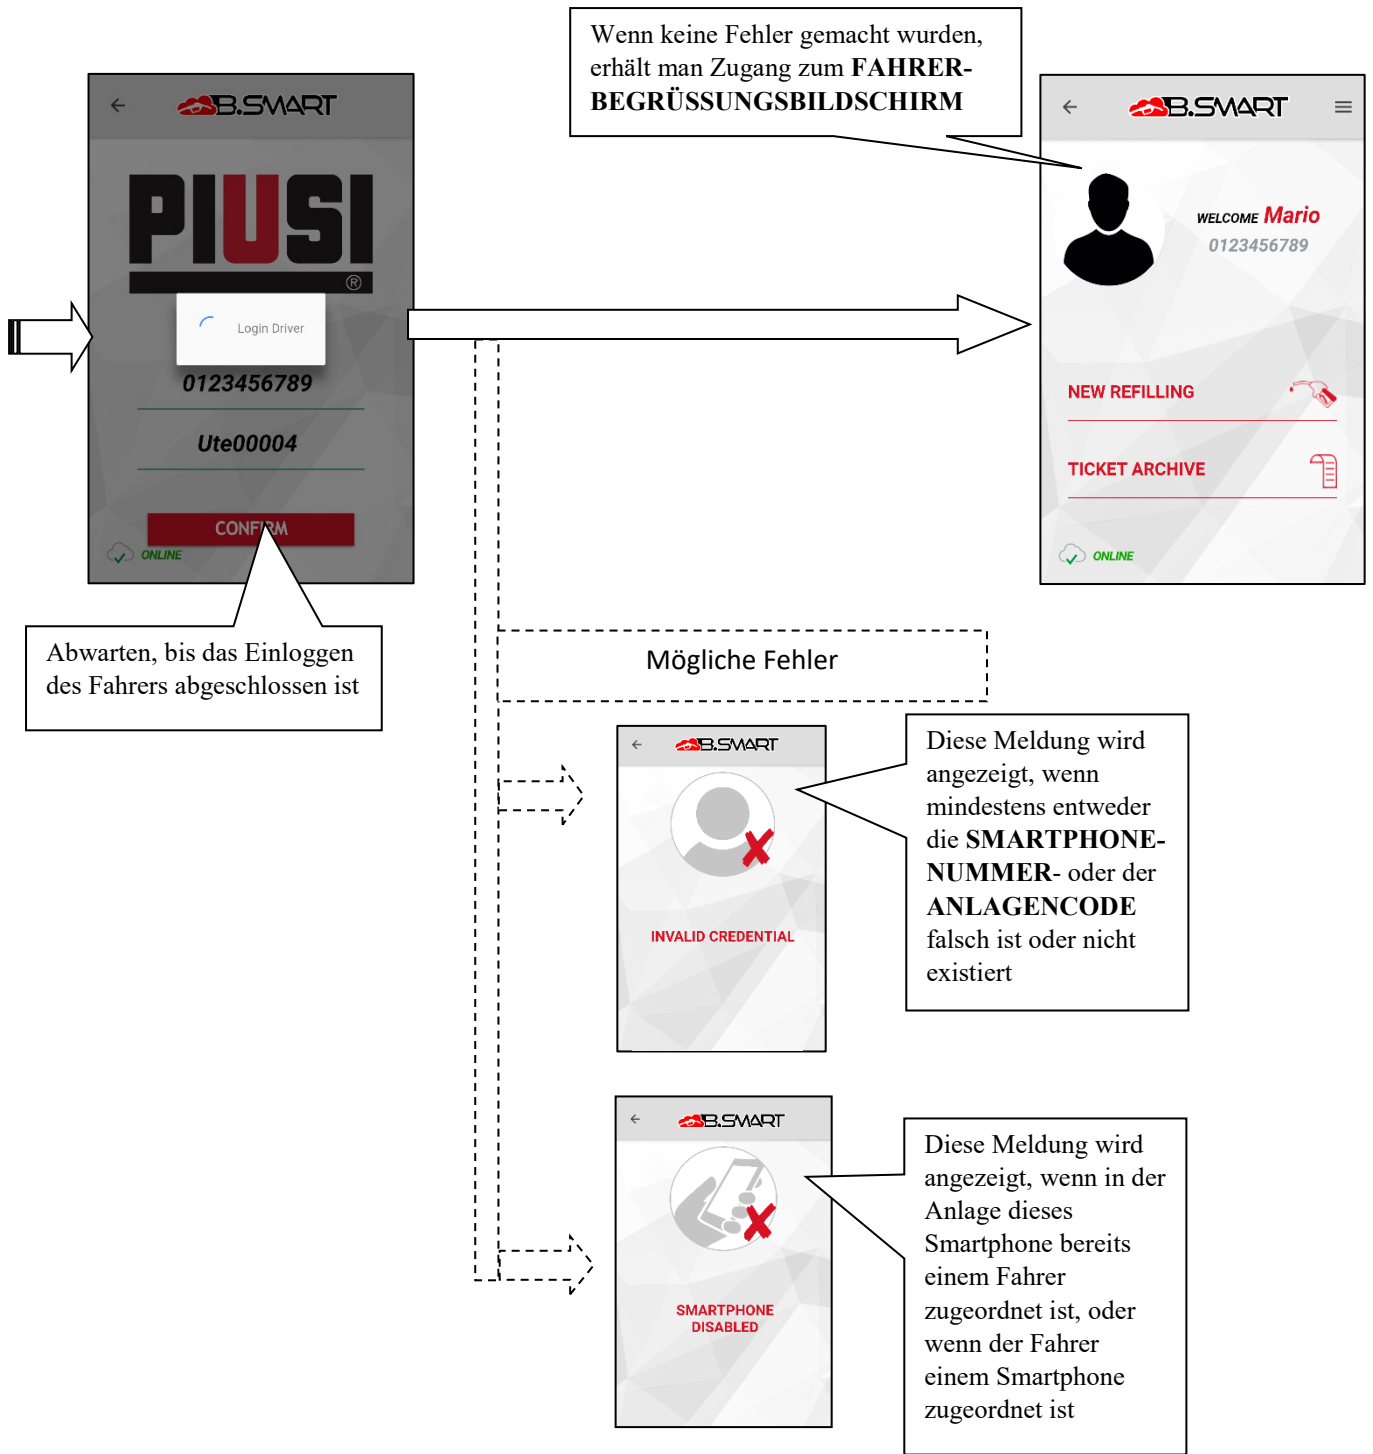 Wenn keine Fehler gemacht wurden,
erhält man Zugang zum FAHRER-
BEGRÜSSUNGSBILDSCHIRM
B.SMART
PIUSI
®
Login Driver
0123456789
Ute00004
CONFIRM
ONLINE
Abwarten, bis das Einloggen
des Fahrers abgeschlossen ist
B.SMART
WELCOME Mario
0123456789
NEW REFILLING
TICKET ARCHIVE
ONLINE
Mögliche Fehler
B.SMART
INVALID CREDENTIAL
Diese Meldung wird
angezeigt, wenn
mindestens entweder
die SMARTPHONE-
NUMMER- oder der
ANLAGENCODE
falsch ist oder nicht
existiert
B.SMART
SMARTPHONE
DISABLED
Diese Meldung wird
angezeigt, wenn in der
Anlage dieses
Smartphone bereits
einem Fahrer
zugeordnet ist, oder
wenn der Fahrer
einem Smartphone
zugeordnet ist